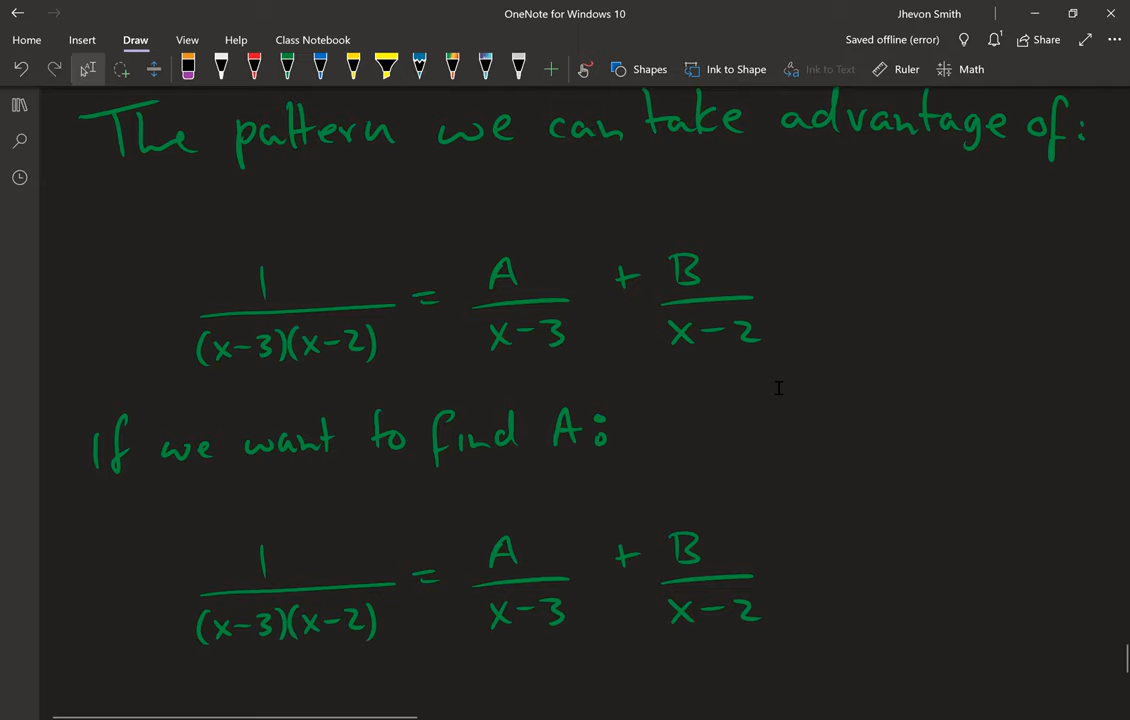 OneNote for Windows 10
Jhevon Smith
Home Insert Draw View Help Class Notebook
Saved offline (error)
Share
Shapes Ink to Shape Ink to Text Ruler Math
The pattern we can take advantage of:
1/((x-3)(x-2)) = A/(x-3) + B/(x-2)
If we want to find A:
1/((x-3)(x-2)) = A/(x-3) + B/(x-2)